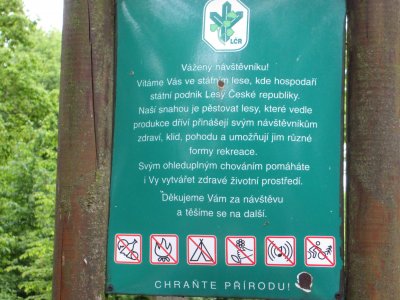 LČR
Vážený návštěvníku!
Vítáme Vás ve státním lese, kde hospodaří
státní podnik Lesy České republiky.
Naší snahou je pěstovat lesy, které vedle
produkce dříví přinášejí svým návštěvníkům
zdraví, klid, pohodu a umožňují jim různé
formy rekreace.
Svým ohleduplným chováním pomáháte
i Vy vytvářet zdravé životní prostředí.
Děkujeme Vám za návštěvu
a těšíme se na další.
CHRAŇTE PŘÍRODU!